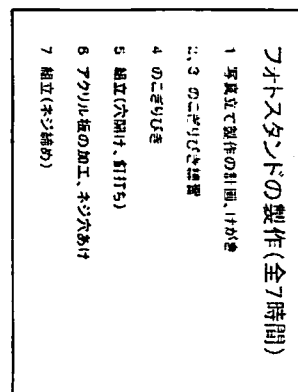 フォトスタンドの製作(全7時間)
1 写真立て製作の計画、けがき
2、3 のこぎりびき練習
4 のこぎりびき
5 組立(穴開け、釘打ち)
6 アクリル板の加工、ネジ穴あけ
7 組立(ネジ締め)